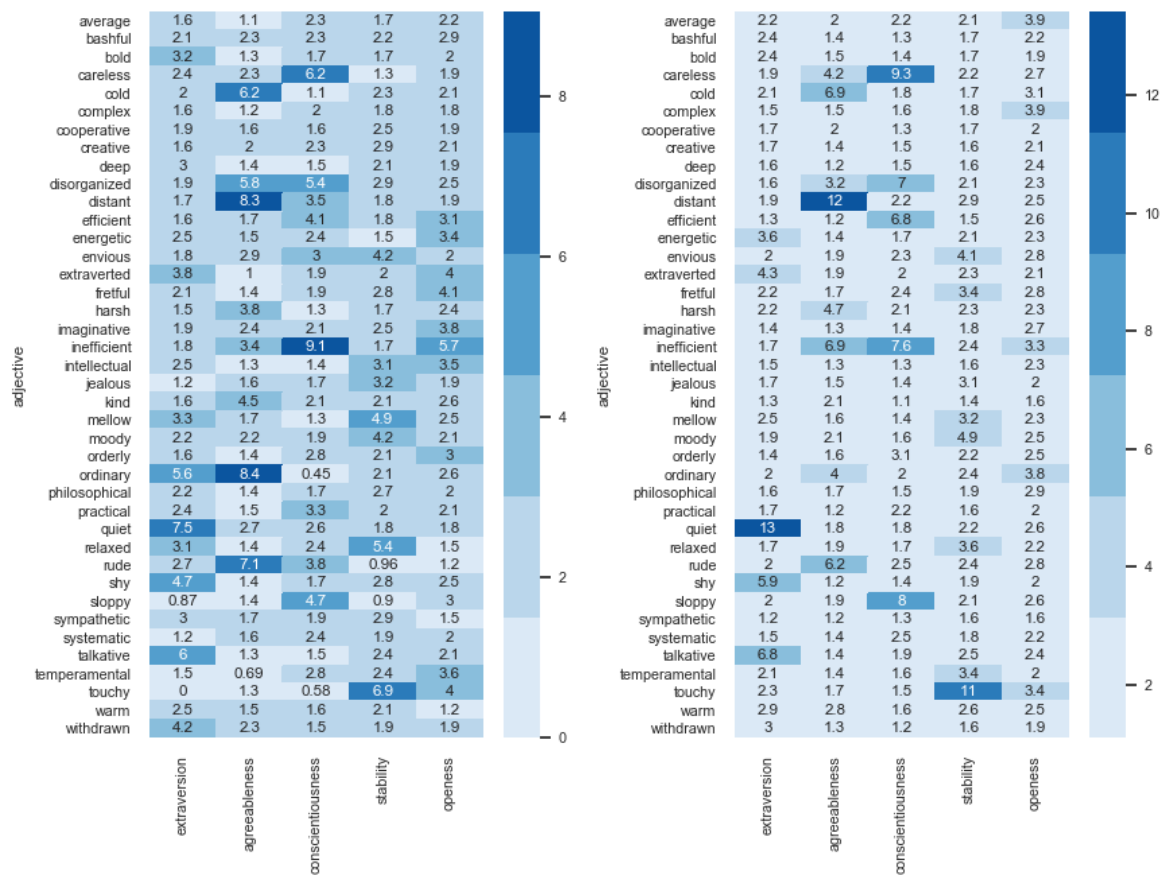 average 1.6 1.1 2.3 1.7 2.2
bashful 2.1 2.3 2.3 2.2 2.9
bold 3.2 1.3 1.7 1.7 2
careless 2.4 2.3 6.2 1.3 1.9
cold 2 6.2 1.1 2.3 2.1
complex 1.6 1.2 2 1.8 1.8
cooperative 1.9 1.6 1.6 2.5 1.9
creative 1.6 2 2.3 2.9 2.1
deep 3 1.4 1.5 2.1 1.9
disorganized 1.9 5.8 5.4 2.9 2.5
distant 1.7 8.3 3.5 1.8 1.9
efficient 1.6 1.7 4.1 1.8 3.1
energetic 2.5 1.5 2.4 1.5 3.4
envious 1.8 2.9 3 4.2 2
extraverted 3.8 1 1.9 2 4
fretful 2.1 1.4 1.9 2.8 4.1
harsh 1.5 3.8 1.3 1.7 2.4
imaginative 1.9 2.4 2.1 2.5 3.8
inefficient 1.8 3.4 9.1 1.7 5.7
intellectual 2.5 1.3 1.4 3.1 3.5
jealous 1.2 1.6 1.7 3.2 1.9
kind 1.6 4.5 2.1 2.1 2.6
mellow 3.3 1.7 1.3 4.9 2.5
moody 2.2 2.2 1.9 4.2 2.1
orderly 1.6 1.4 2.8 2.1 3
ordinary 5.6 8.4 0.45 2.1 2.6
philosophical 2.2 1.4 1.7 2.7 2
practical 2.4 1.5 3.3 2 2.1
quiet 7.5 2.7 2.6 1.8 1.8
relaxed 3.1 1.4 2.4 5.4 1.5
rude 2.7 7.1 3.8 0.96 1.2
shy 4.7 1.4 1.7 2.8 2.5
sloppy 0.87 1.4 4.7 0.9 3
sympathetic 3 1.7 1.9 2.9 1.5
systematic 1.2 1.6 2.4 1.9 2
talkative 6 1.3 1.5 2.4 2.1
temperamental 1.5 0.69 2.8 2.4 3.6
touchy 0 1.3 0.58 6.9 4
warm 2.5 1.5 1.6 2.1 1.2
withdrawn 4.2 2.3 1.5 1.9 1.9
adjective
extraversion
agreeableness
conscientiousness
stability
openess
8
6
4
2
0
average 2.2 2 2.2 2.1 3.9
bashful 2.4 1.4 1.3 1.7 2.2
bold 2.4 1.5 1.4 1.7 1.9
careless 1.9 4.2 9.3 2.2 2.7
cold 2.1 6.9 1.8 1.7 3.1
complex 1.5 1.5 1.6 1.8 3.9
cooperative 1.7 2 1.3 1.7 2
creative 1.7 1.4 1.5 1.6 2.1
deep 1.6 1.2 1.5 1.6 2.4
disorganized 1.6 3.2 7 2.1 2.3
distant 1.9 12 2.2 2.9 2.5
efficient 1.3 1.2 6.8 1.5 2.6
energetic 3.6 1.4 1.7 2.1 2.3
envious 2 1.9 2.3 4.1 2.8
extraverted 4.3 1.9 2 2.3 2.1
fretful 2.2 1.7 2.4 3.4 2.8
harsh 2.2 4.7 2.1 2.3 2.3
imaginative 1.4 1.3 1.4 1.8 2.7
inefficient 1.7 6.9 7.6 2.4 3.3
intellectual 1.5 1.3 1.3 1.6 2.3
jealous 1.7 1.5 1.4 3.1 2
kind 1.3 2.1 1.1 1.4 1.6
mellow 2.5 1.6 1.4 3.2 2.3
moody 1.9 2.1 1.6 4.9 2.5
orderly 1.4 1.6 3.1 2.2 2.5
ordinary 2 4 2 2.4 3.8
philosophical 1.6 1.7 1.5 1.9 2.9
practical 1.7 1.2 2.2 1.6 2
quiet 13 1.8 1.8 2.2 2.6
relaxed 1.7 1.9 1.7 3.6 2.2
rude 2 6.2 2.5 2.4 2.8
shy 5.9 1.2 1.4 1.9 2
sloppy 2 1.9 8 2.1 2.6
sympathetic 1.2 1.2 1.3 1.6 1.6
systematic 1.5 1.4 2.5 1.8 2.2
talkative 6.8 1.4 1.9 2.5 2.4
temperamental 2.1 1.4 1.6 3.4 2
touchy 2.3 1.7 1.5 11 3.4
warm 2.9 2.8 1.6 2.6 2.5
withdrawn 3 1.3 1.2 1.6 1.9
adjective
extraversion
agreeableness
conscientiousness
stability
openess
12
10
8
6
4
2